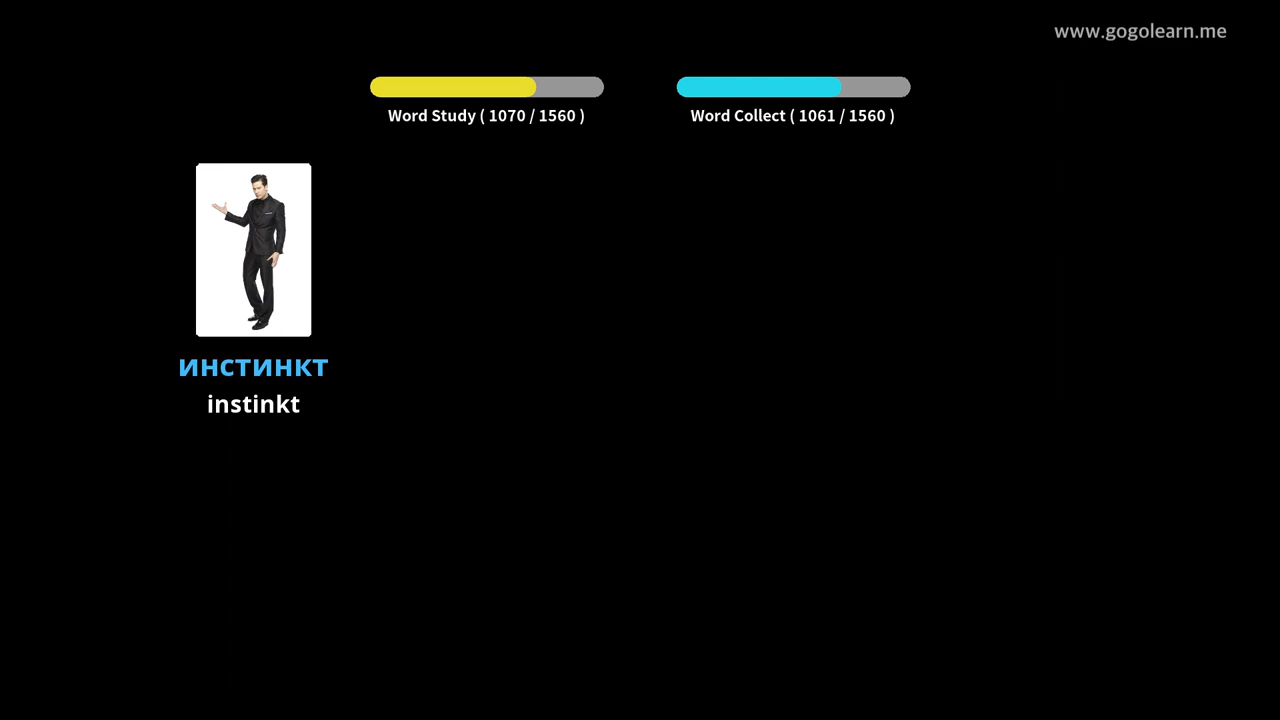 www.gogolearn.me
Word Study ( 1070 / 1560 )
Word Collect ( 1061 / 1560 )
инстинкт
instinkt